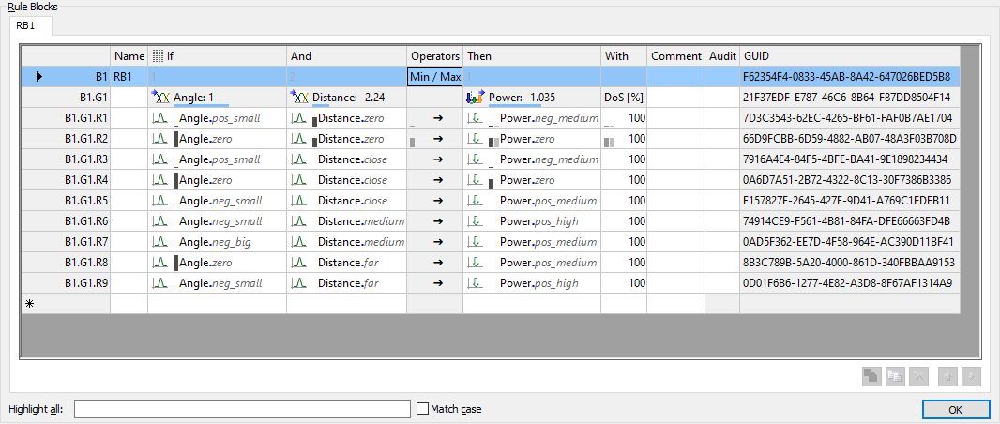 Rule Blocks
RB1
Name If And Operators Then With Comment Audit GUID
B1 RB1 1 2 Min / Max 1 F62354F4-0833-45AB-8A42-647026BED5B8
B1.G1 Angle: 1 Distance: -2.24 Power: -1.035 DoS [%] 21F37EDF-E787-46C6-8B64-F87DD8504F14
B1.G1.R1 Angle.pos_small Distance.zero ➔ Power.neg_medium 100 7D3C3543-62EC-4265-BF61-FAF0B7AE1704
B1.G1.R2 Angle.zero Distance.zero ➔ Power.zero 100 66D9FCBB-6D59-4882-AB07-48A3F03B708D
B1.G1.R3 Angle.pos_small Distance.close ➔ Power.neg_medium 100 7916A4E4-84F5-4BFE-BA41-9E1898234434
B1.G1.R4 Angle.zero Distance.close ➔ Power.zero 100 0A6D7A51-2B72-4322-8C13-30F7386B3386
B1.G1.R5 Angle.neg_small Distance.close ➔ Power.pos_medium 100 E157827E-2645-427E-9D41-A769C1FDEB11
B1.G1.R6 Angle.neg_small Distance.medium ➔ Power.pos_high 100 74914CE9-F561-4B81-84FA-DFE66663FD4B
B1.G1.R7 Angle.neg_big Distance.medium ➔ Power.pos_medium 100 0AD5F362-EE7D-4F58-964E-AC390D11BF41
B1.G1.R8 Angle.zero Distance.far ➔ Power.pos_medium 100 8B3C789B-5A20-4000-861D-340FBBAA9153
B1.G1.R9 Angle.neg_small Distance.far ➔ Power.pos_high 100 0D01F6B6-1277-4E82-A3D8-8F67AF1314A9
Highlight all: Match case OK